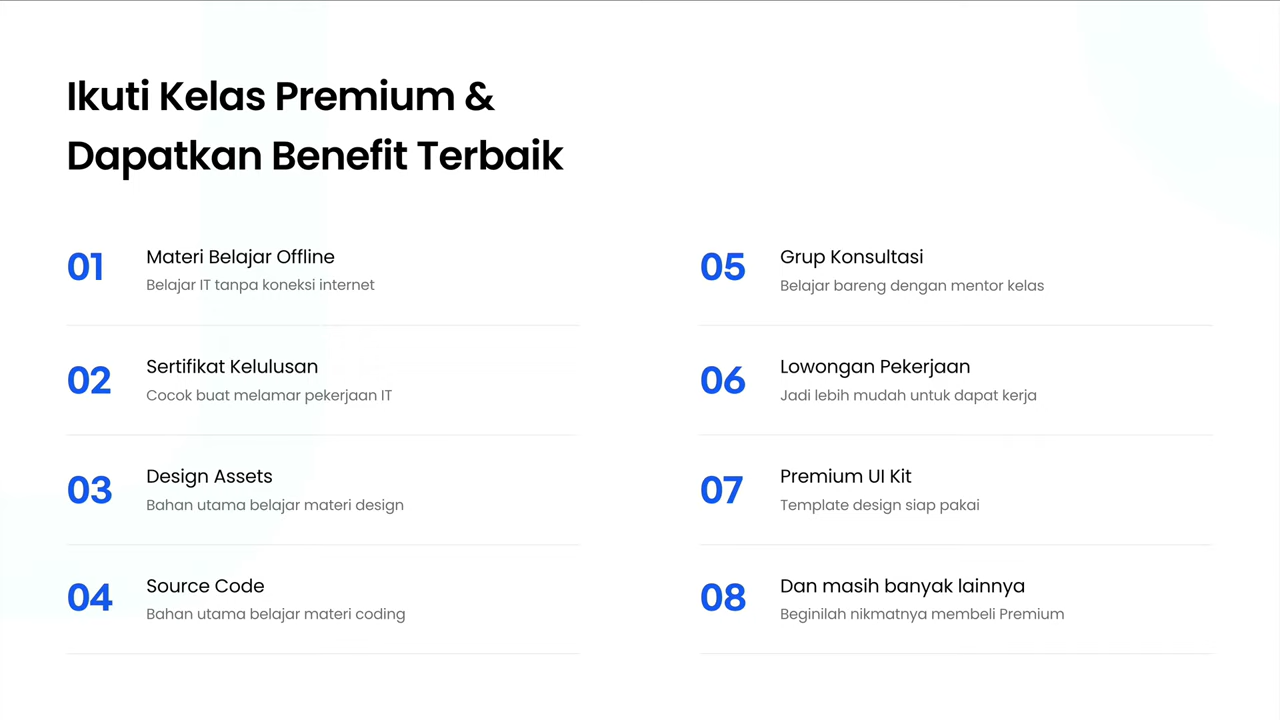 Ikuti Kelas Premium &
Dapatkan Benefit Terbaik
01
Materi Belajar Offline
Belajar IT tanpa koneksi internet
02
Sertifikat Kelulusan
Cocok buat melamar pekerjaan IT
03
Design Assets
Bahan utama belajar materi design
04
Source Code
Bahan utama belajar materi coding
05
Grup Konsultasi
Belajar bareng dengan mentor kelas
06
Lowongan Pekerjaan
Jadi lebih mudah untuk dapat kerja
07
Premium UI Kit
Template design siap pakai
08
Dan masih banyak lainnya
Beginilah nikmatnya membeli Premium